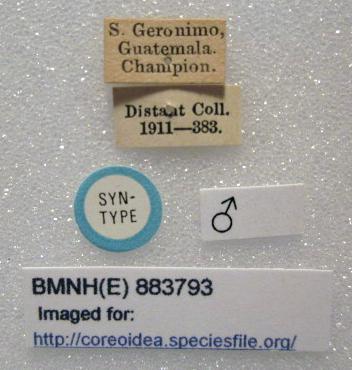 S. Geronimo,
Guatemala.
Champion.
Distant Coll.
1911—383.
SYN-
TYPE
♂
BMNH(E) 883793
Imaged for:
http://coreoidea.speciesfile.org/